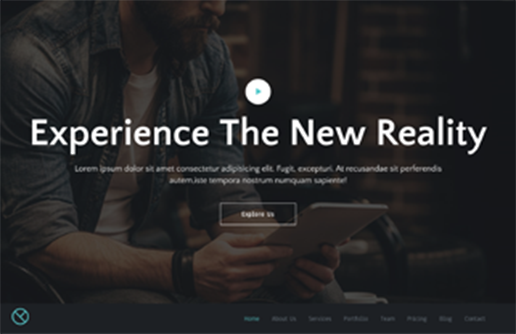 Experience The New Reality
Lorem ipsum dolor sit amet consectetur adipisicing elit. Fugit, excepturi. At recusandae sit perferendis
autem,iste tempora nostrum numquam sapiente!
Explore Us
Home About Us Services Portfolio Team Pricing Blog Contact